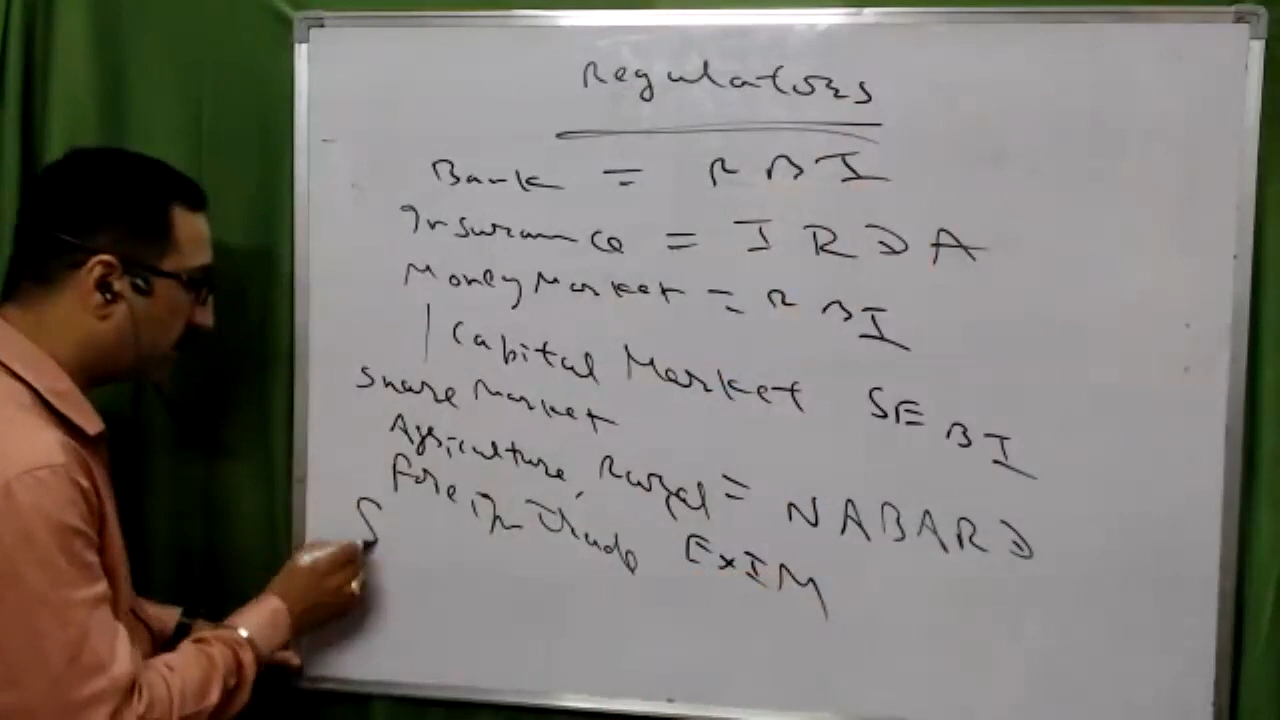 Regulators
Bank = RBI
Insurance = IRDA
Money Market = RBI
Capital Market SEBI
Share Market
Agriculture, Rural = NABARD
Foreign Trade EXIM
S